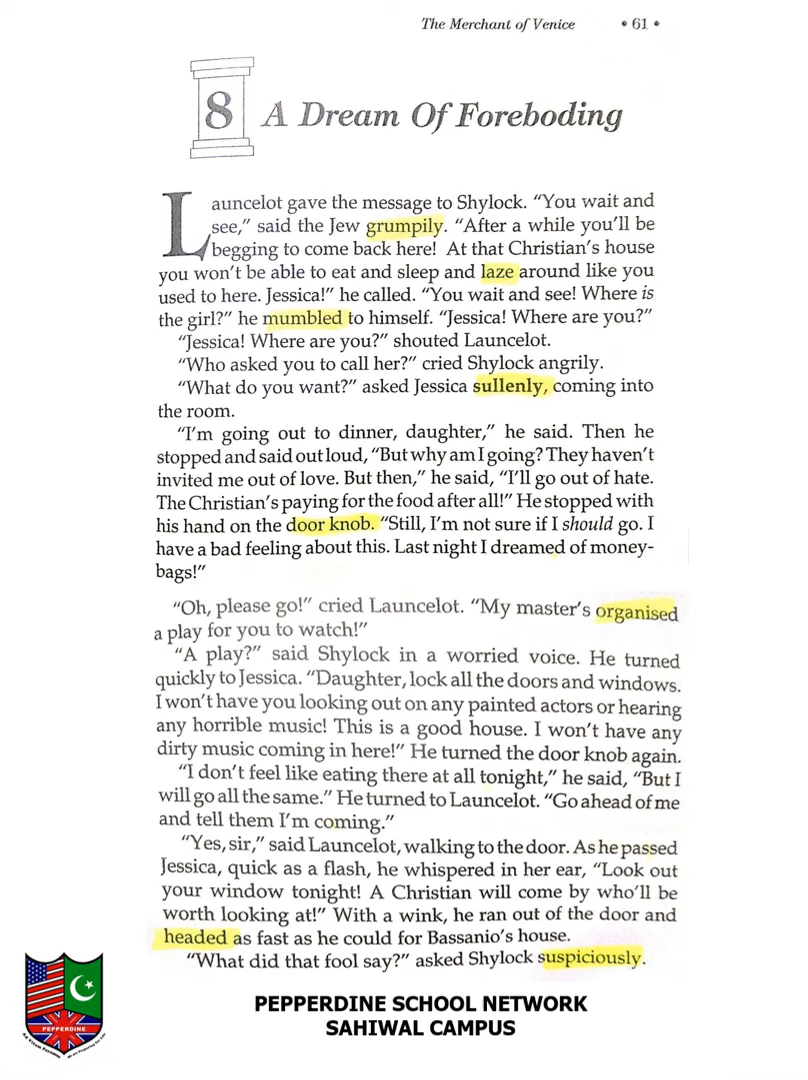 The Merchant of Venice • 61 •
8 A Dream Of Foreboding
Launcelot gave the message to Shylock. “You wait and
see,” said the Jew grumpily. “After a while you’ll be
begging to come back here! At that Christian’s house
you won’t be able to eat and sleep and laze around like you
used to here. Jessica!” he called. “You wait and see! Where is
the girl?” he mumbled to himself. “Jessica! Where are you?”
“Jessica! Where are you?” shouted Launcelot.
“Who asked you to call her?” cried Shylock angrily.
“What do you want?” asked Jessica sullenly, coming into
the room.
“I’m going out to dinner, daughter,” he said. Then he
stopped and said out loud, “But why am I going? They haven’t
invited me out of love. But then,” he said, “I’ll go out of hate.
The Christian’s paying for the food after all!” He stopped with
his hand on the door knob. “Still, I’m not sure if I should go. I
have a bad feeling about this. Last night I dreamed of money-
bags!”
“Oh, please go!” cried Launcelot. “My master’s organised
a play for you to watch!”
“A play?” said Shylock in a worried voice. He turned
quickly to Jessica. “Daughter, lock all the doors and windows.
I won’t have you looking out on any painted actors or hearing
any horrible music! This is a good house. I won’t have any
dirty music coming in here!” He turned the door knob again.
“I don’t feel like eating there at all tonight,” he said, “But I
will go all the same.” He turned to Launcelot. “Go ahead of me
and tell them I’m coming.”
“Yes, sir,” said Launcelot, walking to the door. As he passed
Jessica, quick as a flash, he whispered in her ear, “Look out
your window tonight! A Christian will come by who’ll be
worth looking at!” With a wink, he ran out of the door and
headed as fast as he could for Bassanio’s house.
“What did that fool say?” asked Shylock suspiciously.
PEPPERDINE
PEPPERDINE SCHOOL NETWORK
SAHIWAL CAMPUS